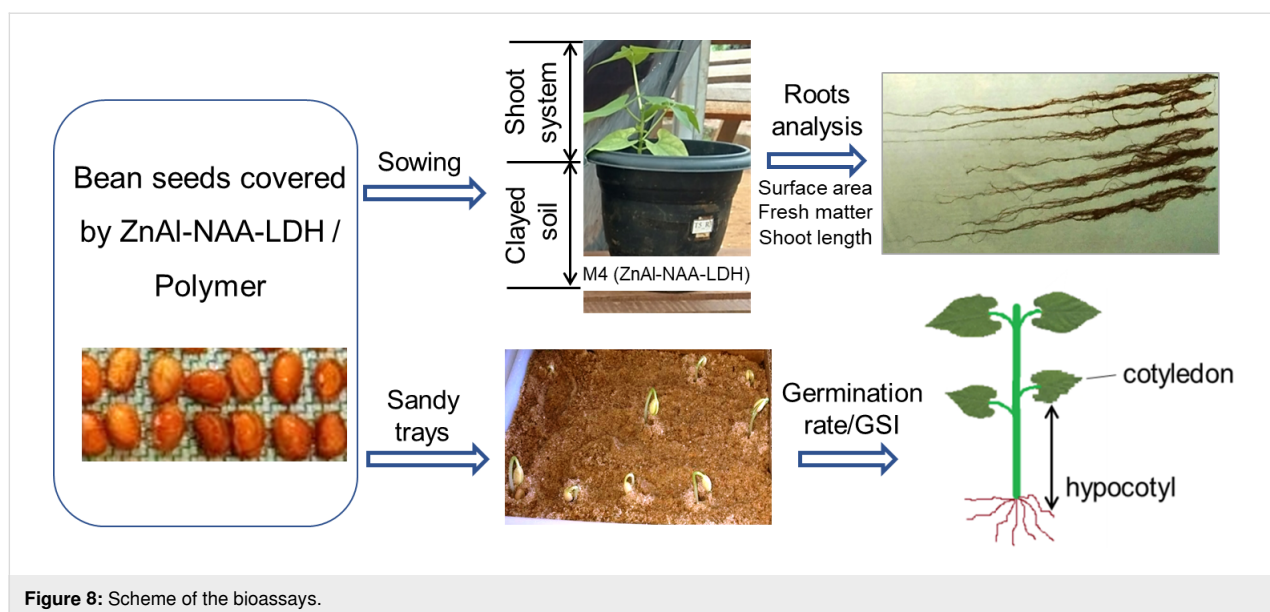 Bean seeds covered
by ZnAl-NAA-LDH /
Polymer
Sowing
Shoot
system
Clayed
soil
M4 (ZnAl-NAA-LDH)
Roots
analysis
Surface area
Fresh matter
Shoot length
Sandy
trays
Germination
rate/GSI
cotyledon
hypocotyl
Figure 8: Scheme of the bioassays.